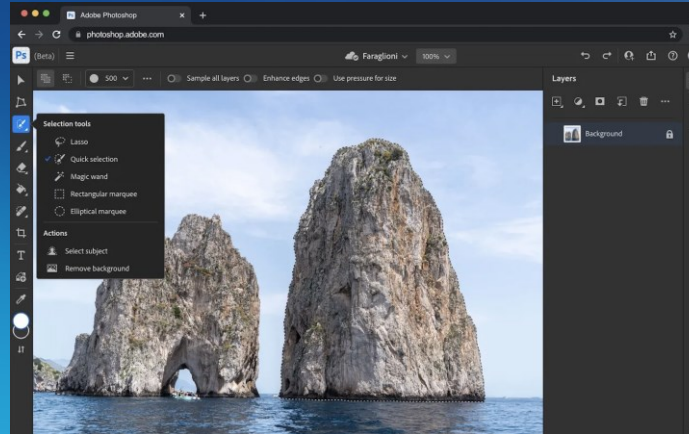 Adobe Photoshop
photoshop.adobe.com
Ps (Beta) Faraglioni 100%
500 Sample all layers Enhance edges Use pressure for size
Layers
Background
Selection tools
Lasso
Quick selection
Magic wand
Rectangular marquee
Elliptical marquee
Actions
Select subject
Remove background